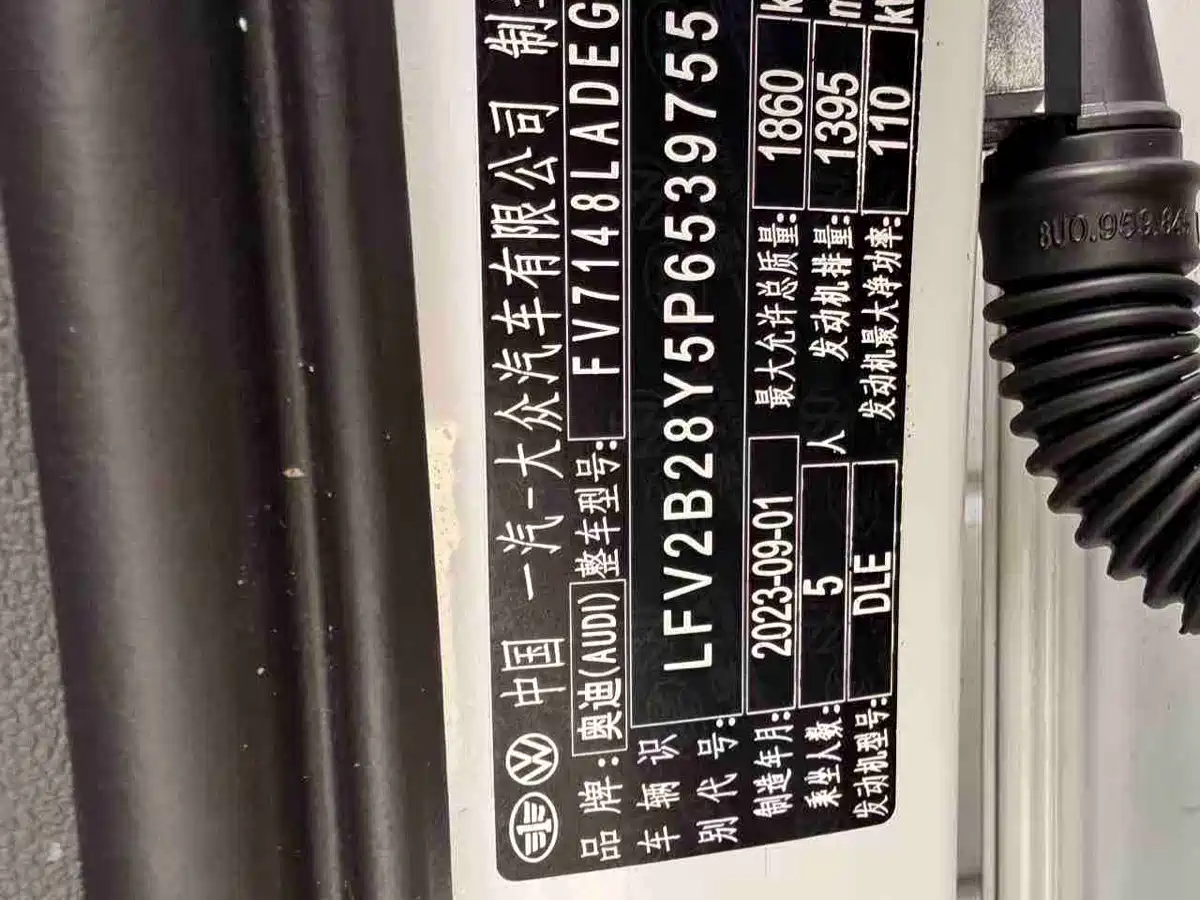 中国 一汽-大众汽车有限公司 制
品牌: 奥迪(AUDI) 整车型号: FV7148LADEG
车辆识别代号: LFV2B28Y5P6539755
制造年月: 2023-09-01 最大允许总质量: 1860 k
乘坐人数: 5 人 发动机排量: 1395 m
发动机型号: DLE 发动机最大净功率: 110 kW
8U0.959.84